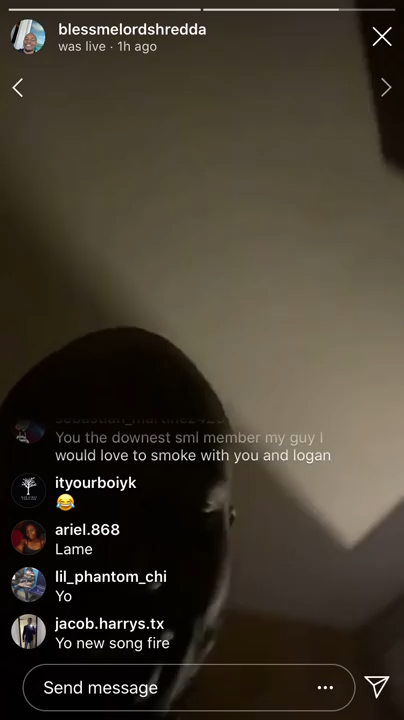 blessmelordshredda
was live · 1h ago
You the downest sml member my guy I
would love to smoke with you and logan
ityourboiyk
😂
ariel.868
Lame
lil_phantom_chi
Yo
jacob.harrys.tx
Yo new song fire
Send message